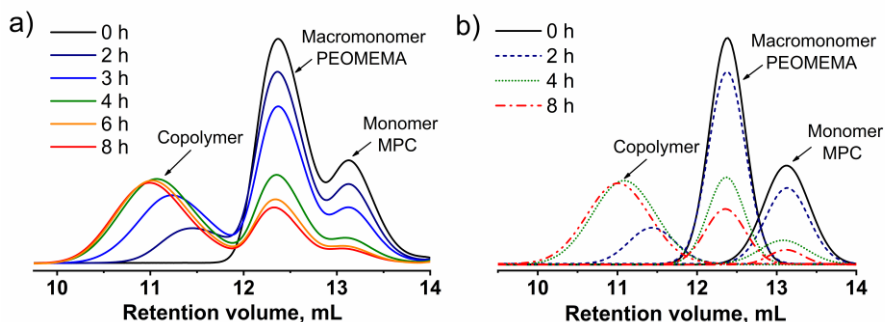 a)
0 h
2 h
3 h
4 h
6 h
8 h
Macromonomer
PEOMEMA
Copolymer
Monomer
MPC
10 11 12 13 14
Retention volume, mL
b)
0 h
2 h
4 h
8 h
Macromonomer
PEOMEMA
Copolymer
Monomer
MPC
10 11 12 13 14
Retention volume, mL